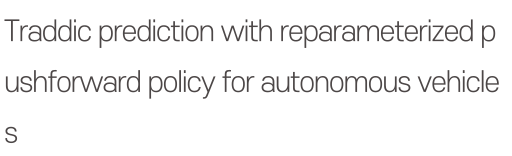 Traddic prediction with reparameterized p
ushforward policy for autonomous vehicle
s